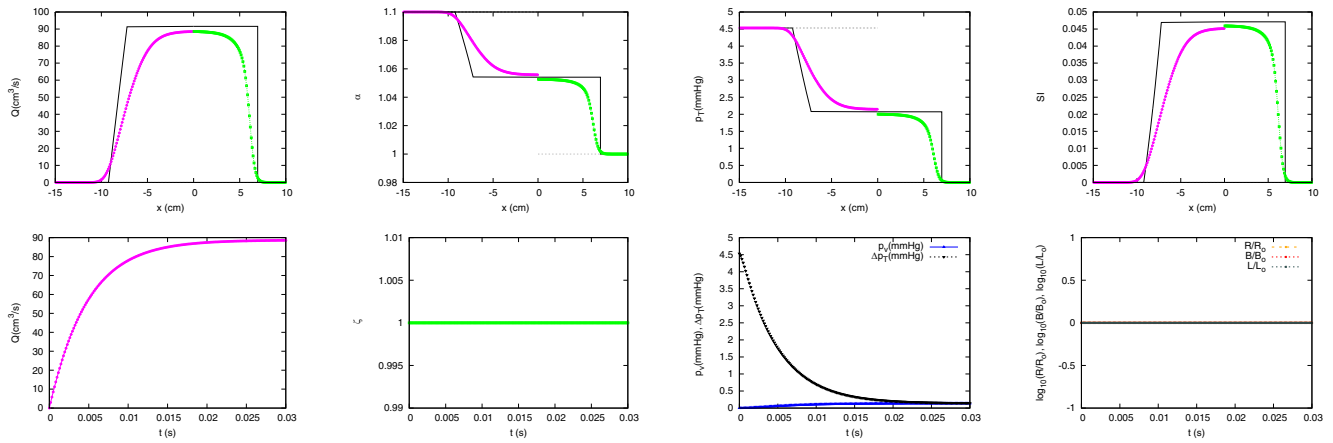 Q(cm³/s)
100
90
80
70
60
50
40
30
20
10
0
-15 -10 -5 0 5 10
x (cm)
α
1.1
1.08
1.06
1.04
1.02
1
0.98
-15 -10 -5 0 5 10
x (cm)
p_T(mmHg)
5
4.5
4
3.5
3
2.5
2
1.5
1
0.5
0
-15 -10 -5 0 5 10
x (cm)
SI
0.05
0.045
0.04
0.035
0.03
0.025
0.02
0.015
0.01
0.005
0
-15 -10 -5 0 5 10
x (cm)
Q(cm³/s)
90
80
70
60
50
40
30
20
10
0
0 0.005 0.01 0.015 0.02 0.025 0.03
t (s)
ζ
1.01
1.005
1
0.995
0.99
0 0.005 0.01 0.015 0.02 0.025 0.03
t (s)
p_v(mmHg), Δp_T(mmHg)
5
4.5
4
3.5
3
2.5
2
1.5
1
0.5
0
p_v(mmHg)
Δp_T(mmHg)
0 0.005 0.01 0.015 0.02 0.025 0.03
t (s)
log₁₀(R/R_o), log₁₀(B/B_o), log₁₀(L/L_o)
1
0.5
0
-0.5
-1
R/R_o
B/B_o
L/L_o
0 0.005 0.01 0.015 0.02 0.025 0.03
t (s)